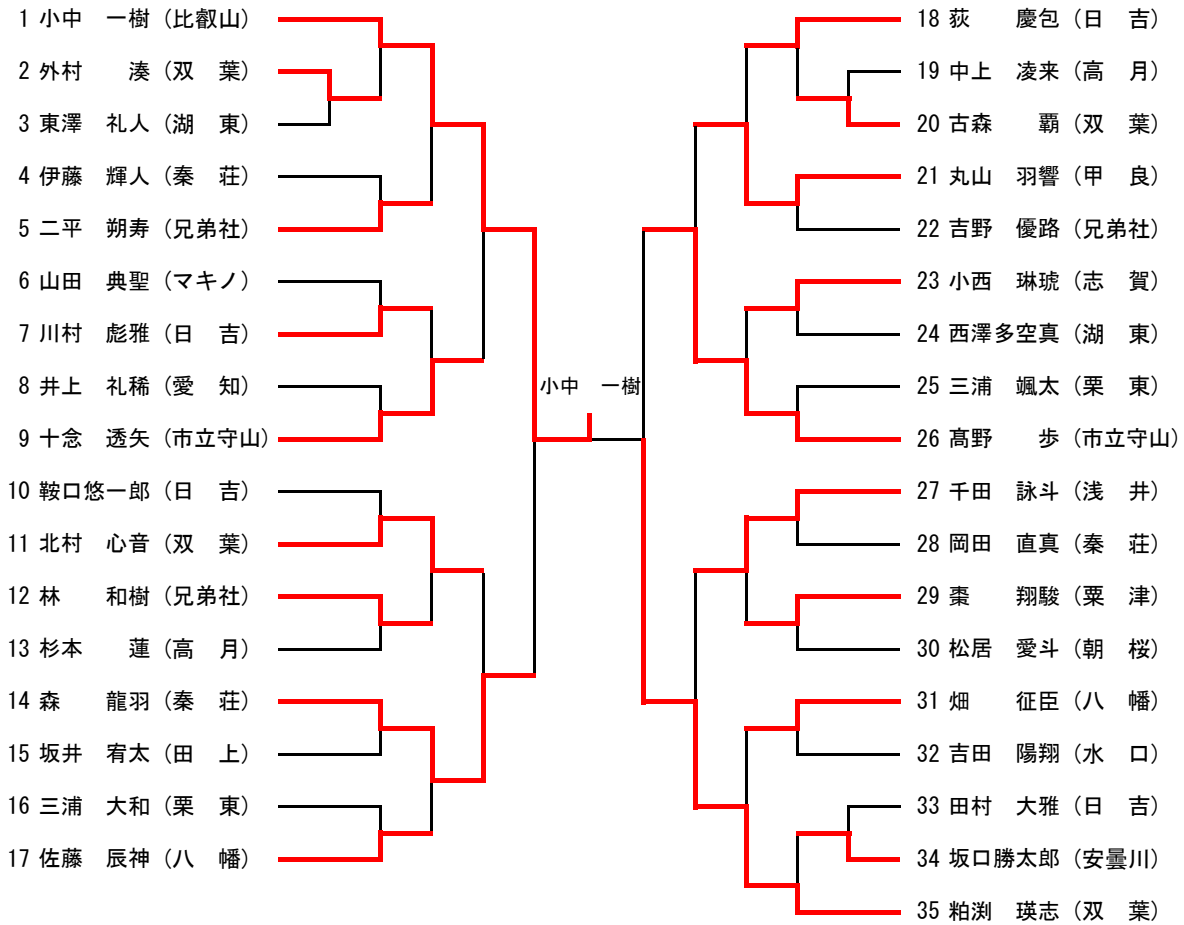 1 小中　一樹（比叡山）
2 外村　　湊（双　葉）
3 東澤　礼人（湖　東）
4 伊藤　輝人（秦　荘）
5 二平　朔寿（兄弟社）
6 山田　典聖（マキノ）
7 川村　彪雅（日　吉）
8 井上　礼稀（愛　知）
9 十念　透矢（市立守山）
10 鞍口悠一郎（日　吉）
11 北村　心音（双　葉）
12 林　　和樹（兄弟社）
13 杉本　　蓮（高　月）
14 森　　龍羽（秦　荘）
15 坂井　宥太（田　上）
16 三浦　大和（栗　東）
17 佐藤　辰神（八　幡）
小中　一樹
18 荻　　慶包（日　吉）
19 中上　凌来（高　月）
20 古森　　覇（双　葉）
21 丸山　羽響（甲　良）
22 吉野　優路（兄弟社）
23 小西　琳琥（志　賀）
24 西澤多空真（湖　東）
25 三浦　颯太（栗　東）
26 髙野　　歩（市立守山）
27 千田　詠斗（浅　井）
28 岡田　直真（秦　荘）
29 棗　　翔駿（粟　津）
30 松居　愛斗（朝　桜）
31 畑　　征臣（八　幡）
32 吉田　陽翔（水　口）
33 田村　大雅（日　吉）
34 坂口勝太郎（安曇川）
35 粕渕　瑛志（双　葉）